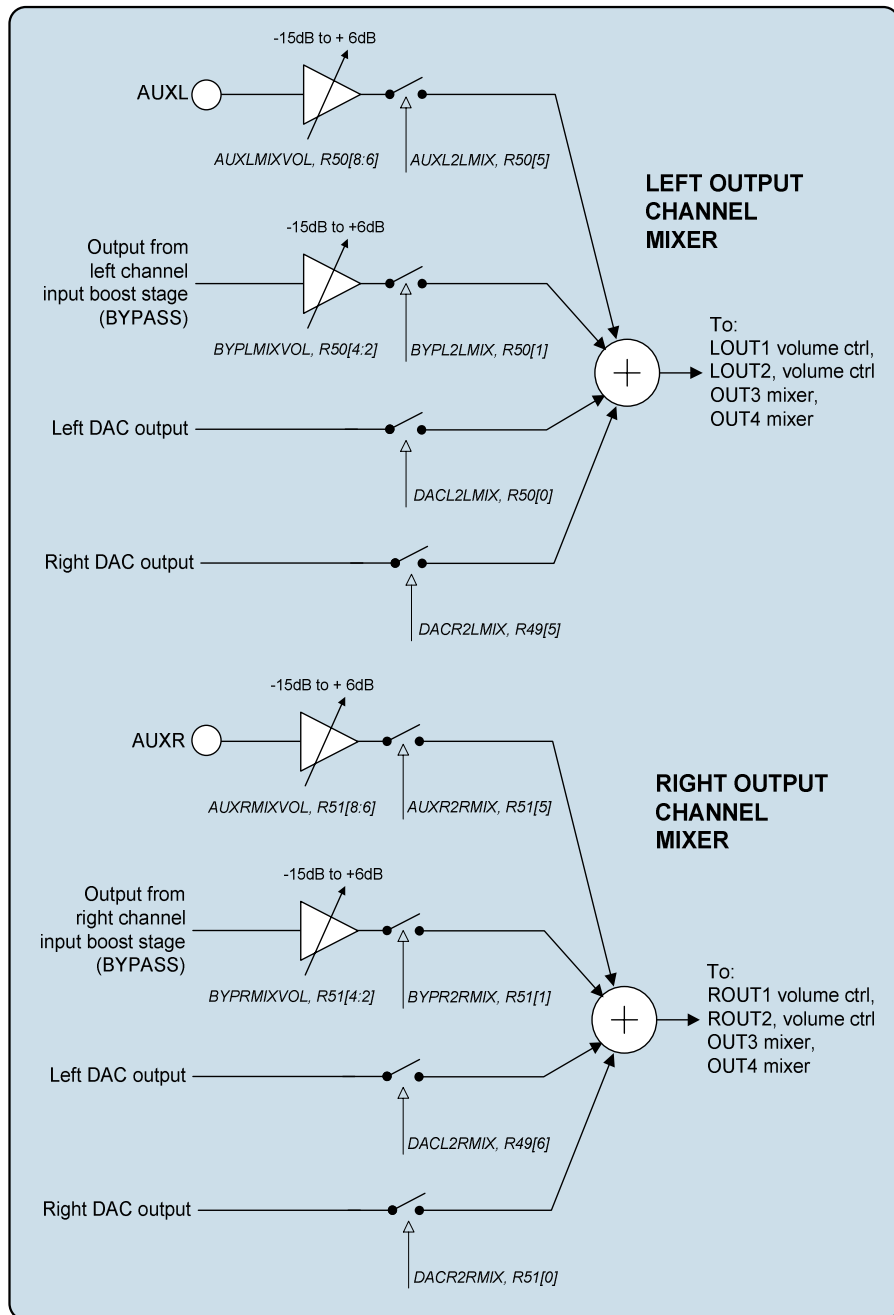 -15dB to + 6dB
AUXL
AUXLMIXVOL, R50[8:6]
AUXL2LMIX, R50[5]
LEFT OUTPUT
CHANNEL
MIXER
-15dB to +6dB
Output from
left channel
input boost stage
(BYPASS)
BYPLMIXVOL, R50[4:2]
BYPL2LMIX, R50[1]
To:
LOUT1 volume ctrl,
LOUT2, volume ctrl
OUT3 mixer,
OUT4 mixer
Left DAC output
DACL2LMIX, R50[0]
Right DAC output
DACR2LMIX, R49[5]
-15dB to + 6dB
AUXR
AUXRMIXVOL, R51[8:6]
AUXR2RMIX, R51[5]
RIGHT OUTPUT
CHANNEL
MIXER
-15dB to +6dB
Output from
right channel
input boost stage
(BYPASS)
BYPRMIXVOL, R51[4:2]
BYPR2RMIX, R51[1]
To:
ROUT1 volume ctrl,
ROUT2, volume ctrl
OUT3 mixer,
OUT4 mixer
Left DAC output
DACL2RMIX, R49[6]
Right DAC output
DACR2RMIX, R51[0]